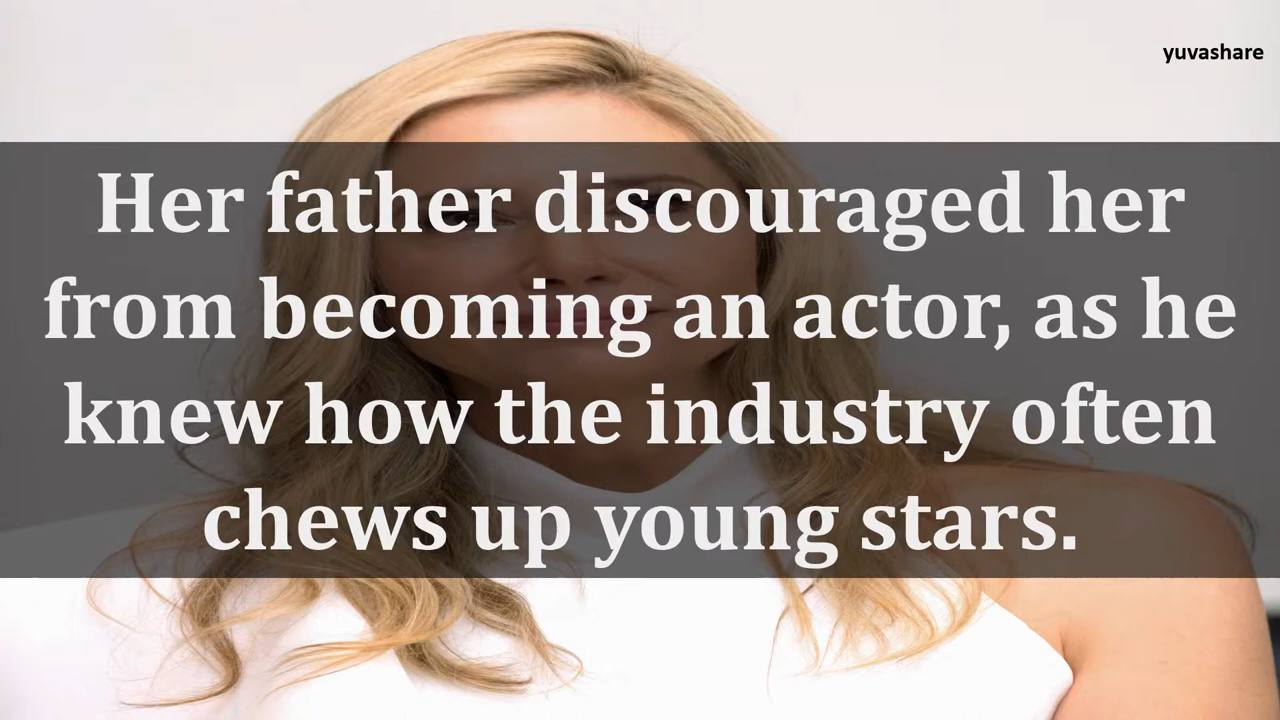 yuvashare
Her father discouraged her
from becoming an actor, as he
knew how the industry often
chews up young stars.